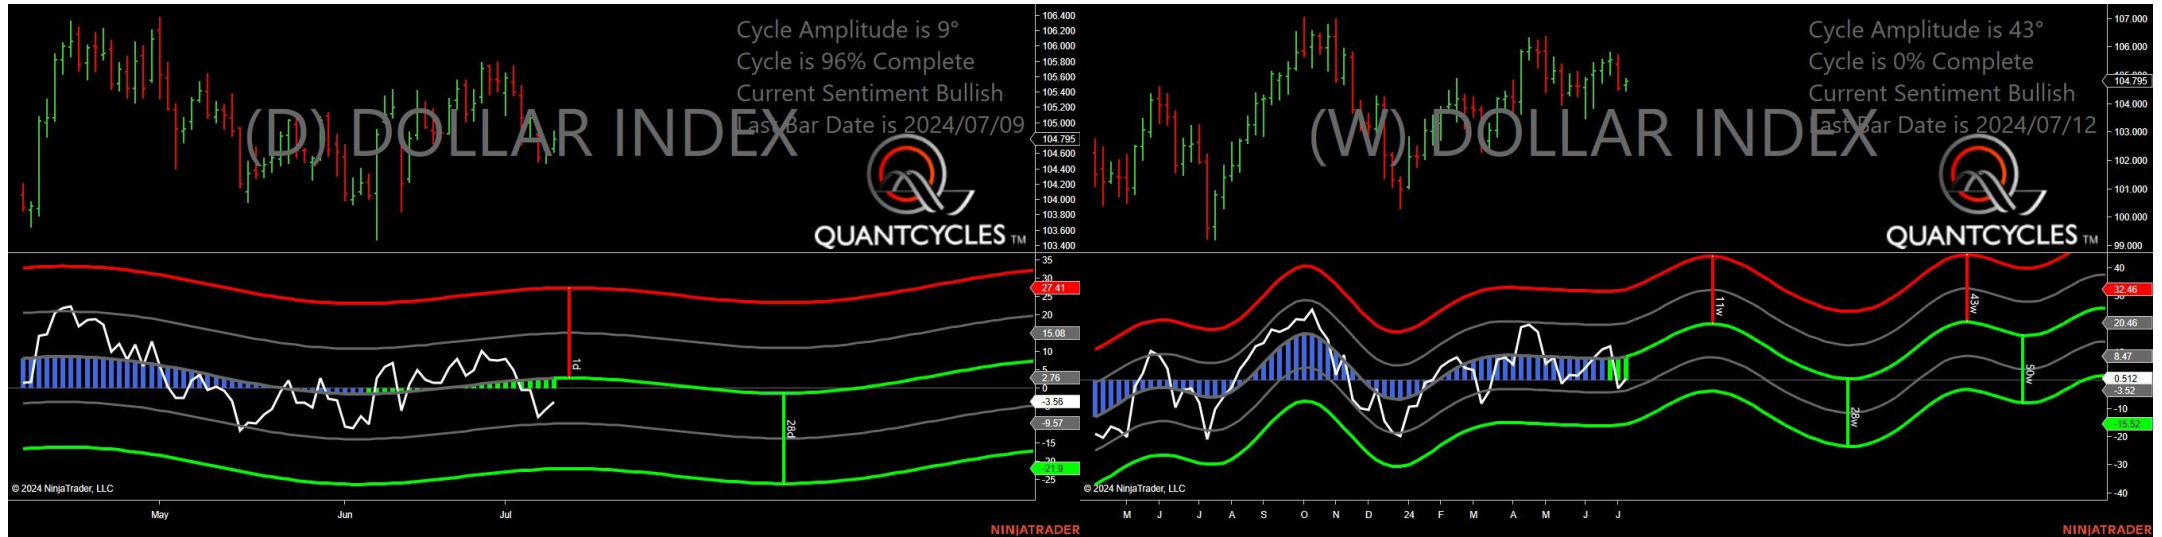 Cycle Amplitude is 9°
Cycle is 96% Complete
Current Sentiment Bullish
Last Bar Date is 2024/07/09
(D) DOLLAR INDEX
QUANTCYCLES TM
106.400
106.200
106.000
105.800
105.600
105.400
105.200
105.000
104.795
104.600
104.400
104.200
104.000
103.800
103.600
103.400
35
30
27.41
25
20
15.08
10
5
2.76
0
-3.56
-9.57
-15
-20
-21.9
-25
1d
28d
© 2024 NinjaTrader, LLC
May Jun Jul
NINJATRADER
Cycle Amplitude is 43°
Cycle is 0% Complete
Current Sentiment Bullish
Last Bar Date is 2024/07/12
(W) DOLLAR INDEX
QUANTCYCLES TM
107.000
106.000
105.000
104.795
104.000
103.000
102.000
101.000
100.000
99.000
40
32.46
30
20.46
8.47
0.512
-3.52
-10
-15.52
-20
-30
-40
11w
28w
43w
50w
© 2024 NinjaTrader, LLC
M J J A S O N D 24 F M A M J J
NINJATRADER